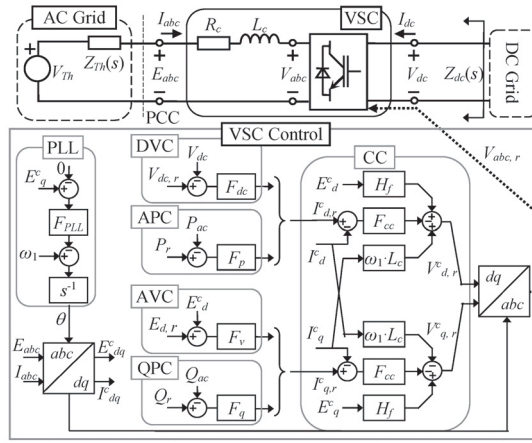 AC Grid
VSC
DC Grid
I_abc
R_c
L_c
I_dc
Z_Th(s)
V_Th
E_abc
V_abc
V_dc
Z_dc(s)
PCC
V_abc,r
VSC Control
PLL
0
E^c_q
F_PLL
ω_1
s^-1
θ
E_abc
I_abc
abc
dq
E^c_dq
I^c_dq
DVC
V_dc
V_dc, r
F_dc
APC
P_ac
P_r
F_p
AVC
E^c_d
E_d, r
F_v
QPC
Q_ac
Q_r
F_q
CC
E^c_d
H_f
I^c_d,r
F_cc
I^c_d
ω_1·L_c
V^c_d, r
I^c_q
ω_1·L_c
V^c_q, r
I^c_q,r
F_cc
E^c_q
H_f
dq
abc